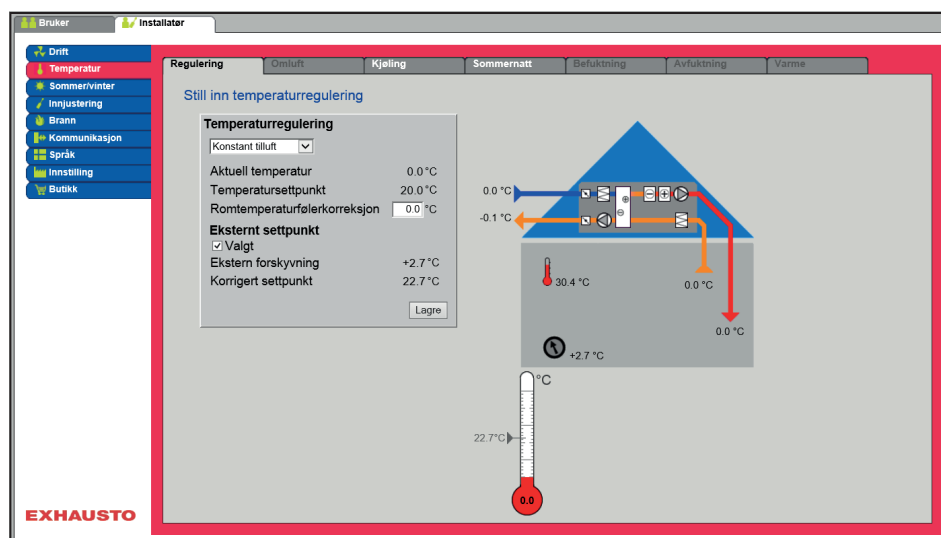 Bruker
Installatør
Drift
Temperatur
Sommer/vinter
Innjustering
Brann
Kommunikasjon
Språk
Innstilling
Butikk
Regulering
Omluft
Kjøling
Sommernatt
Befuktning
Avfuktning
Varme
Still inn temperaturregulering
Temperaturregulering
Konstant tilluft
Aktuell temperatur 0.0°C
Temperatursettpunkt 20.0°C
Romtemperaturfølerkorreksjon 0.0 °C
Eksternt settpunkt
Valgt
Ekstern forskyvning +2.7°C
Korrigert settpunkt 22.7°C
Lagre
0.0 °C
-0.1 °C
30.4 °C
0.0 °C
0.0 °C
+2.7 °C
°C
22.7°C
0.0
EXHAUSTO